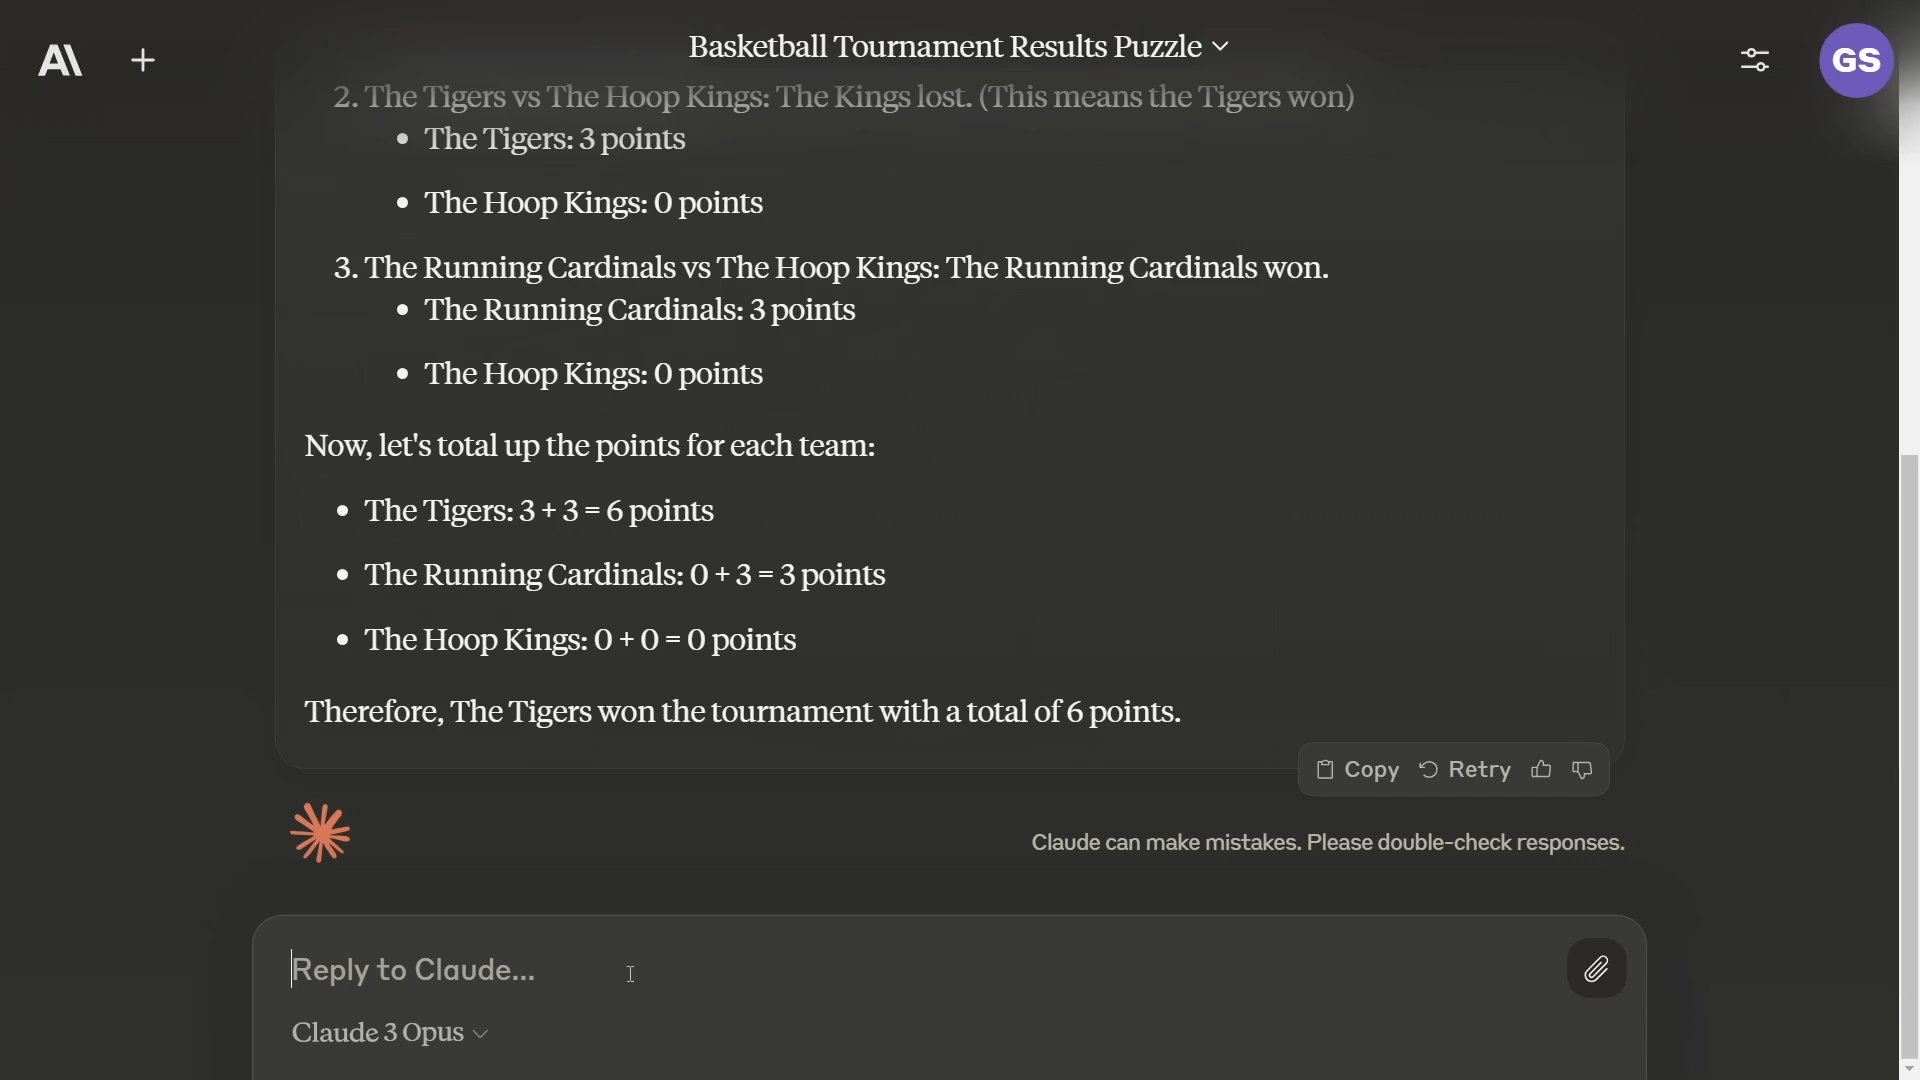 Basketball Tournament Results Puzzle
GS
2. The Tigers vs The Hoop Kings: The Kings lost. (This means the Tigers won)
• The Tigers: 3 points
• The Hoop Kings: 0 points
3. The Running Cardinals vs The Hoop Kings: The Running Cardinals won.
• The Running Cardinals: 3 points
• The Hoop Kings: 0 points
Now, let's total up the points for each team:
• The Tigers: 3 + 3 = 6 points
• The Running Cardinals: 0 + 3 = 3 points
• The Hoop Kings: 0 + 0 = 0 points
Therefore, The Tigers won the tournament with a total of 6 points.
Copy Retry
Claude can make mistakes. Please double-check responses.
Reply to Claude...
Claude 3 Opus